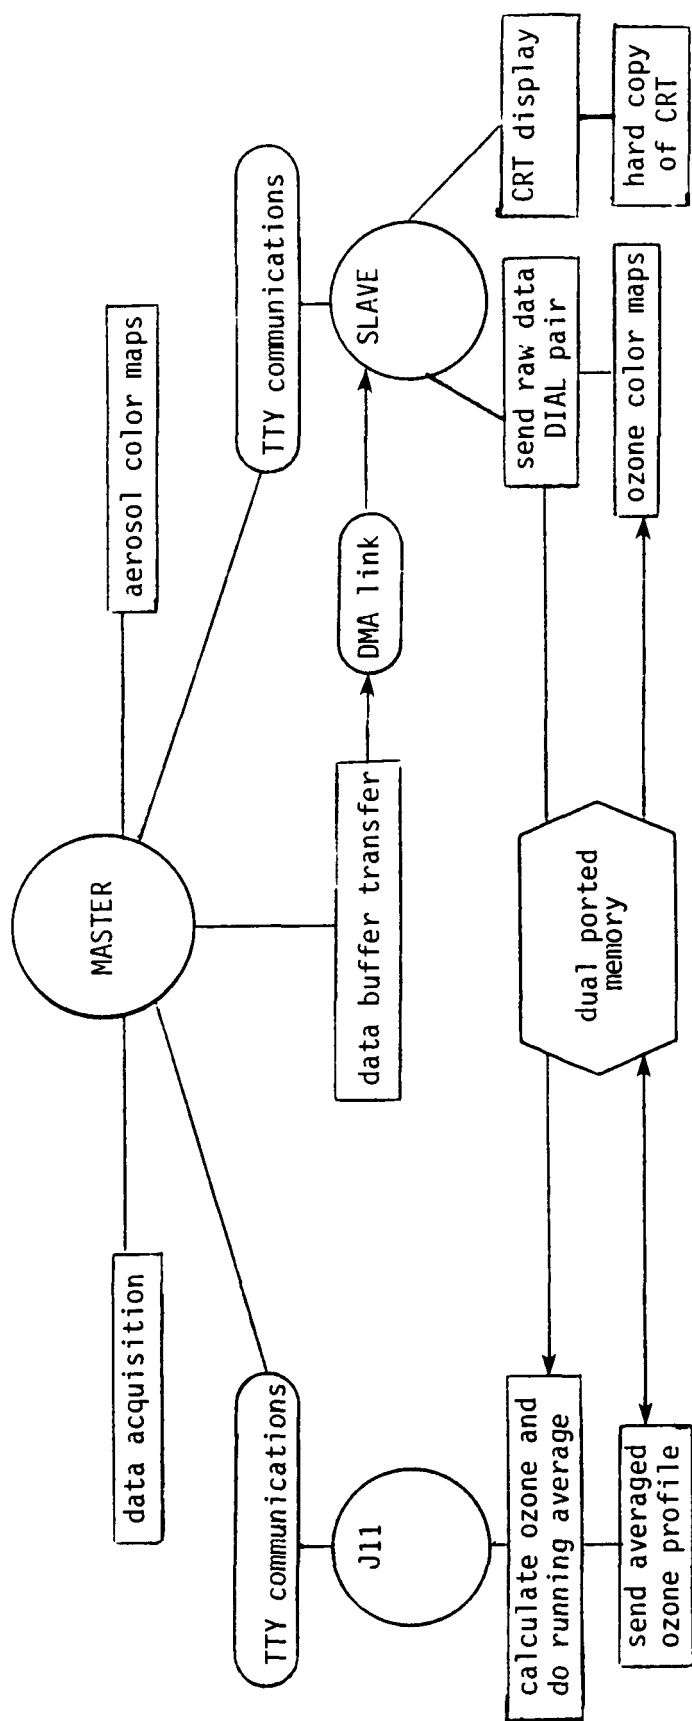 MASTER
data acquisition
aerosol color maps
TTY communications
TTY communications
J11
data buffer transfer
DMA link
SLAVE
calculate ozone and
do running average
send averaged
ozone profile
dual ported
memory
send raw data
DIAL pair
ozone color maps
CRT display
hard copy
of CRT